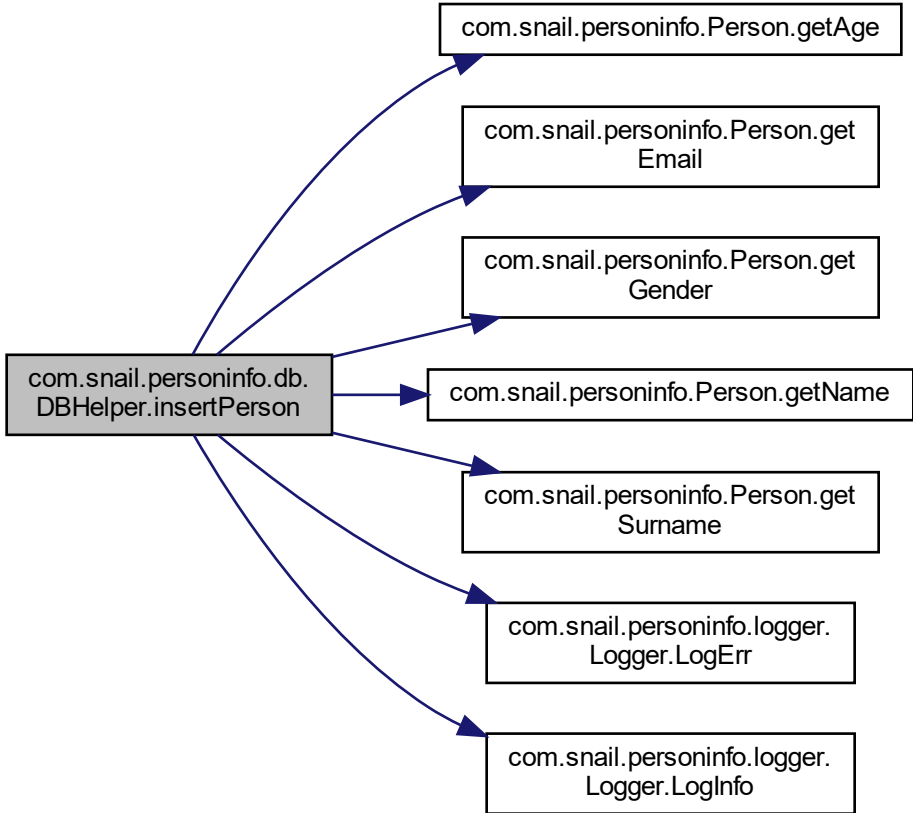 com.snail.personinfo.Person.getAge
com.snail.personinfo.Person.get
Email
com.snail.personinfo.Person.get
Gender
com.snail.personinfo.db.
DBHelper.insertPerson
com.snail.personinfo.Person.getName
com.snail.personinfo.Person.get
Surname
com.snail.personinfo.logger.
Logger.LogErr
com.snail.personinfo.logger.
Logger.LogInfo